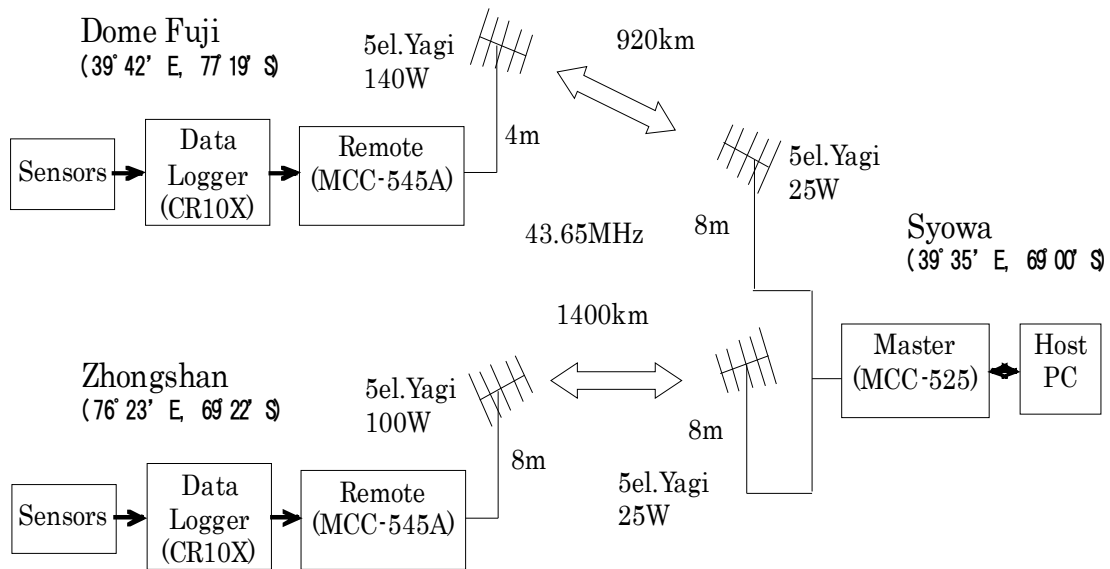 Dome Fuji
(39°42' E, 77°19' S)
5el.Yagi
140W
920km
4m
Sensors
Data
Logger
(CR10X)
Remote
(MCC-545A)
5el.Yagi
25W
8m
43.65MHz
Syowa
(39°35' E, 69°00' S)
1400km
Master
(MCC-525)
Host
PC
Zhongshan
(76°23' E, 69°22' S)
5el.Yagi
100W
8m
8m
5el.Yagi
25W
Sensors
Data
Logger
(CR10X)
Remote
(MCC-545A)